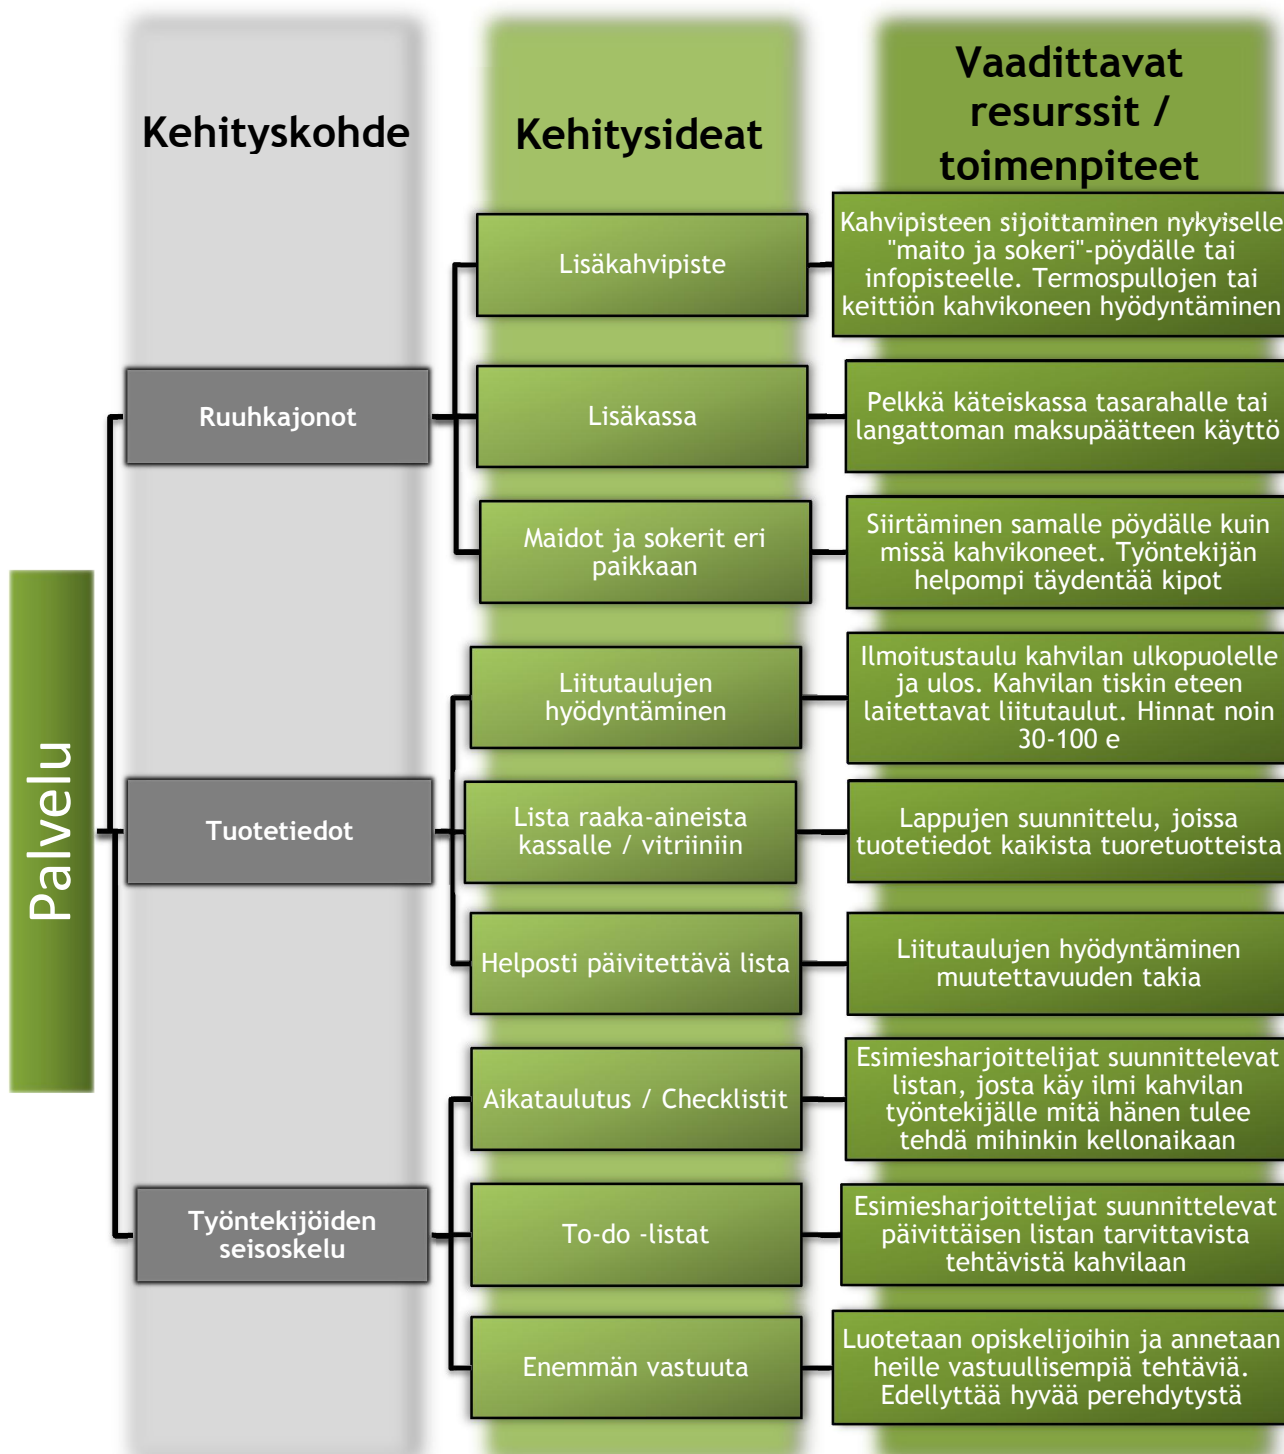 Kehityskohde
Kehitysideat
Vaadittavat
resurssit /
toimenpiteet
Palvelu
Ruuhkajonot
Lisäkahvipiste
Kahvipisteen sijoittaminen nykyiselle
"maito ja sokeri"-pöydälle tai
infopisteelle. Termospullojen tai
keittiön kahvikoneen hyödyntäminen
Lisäkassa
Pelkkä käteiskassa tasarahalle tai
langattoman maksupäätteen käyttö
Maidot ja sokerit eri
paikkaan
Siirtäminen samalle pöydälle kuin
missä kahvikoneet. Työntekijän
helpompi täydentää kipot
Tuotetiedot
Liitutaulujen
hyödyntäminen
Ilmoitustaulu kahvilan ulkopuolelle
ja ulos. Kahvilan tiskin eteen
laitettavat liitutaulut. Hinnat noin
30-100 e
Lista raaka-aineista
kassalle / vitriiniin
Lappujen suunnittelu, joissa
tuotetiedot kaikista tuoretuotteista
Helposti päivitettävä lista
Liitutaulujen hyödyntäminen
muutettavuuden takia
Työntekijöiden
seisoskelu
Aikataulutus / Checklistit
Esimiesharjoittelijat suunnittelevat
listan, josta käy ilmi kahvilan
työntekijälle mitä hänen tulee
tehdä mihinkin kellonaikaan
To-do -listat
Esimiesharjoittelijat suunnittelevat
päivittäisen listan tarvittavista
tehtävistä kahvilaan
Enemmän vastuuta
Luotetaan opiskelijoihin ja annetaan
heille vastuullisempiä tehtäviä.
Edellyttää hyvää perehdytystä